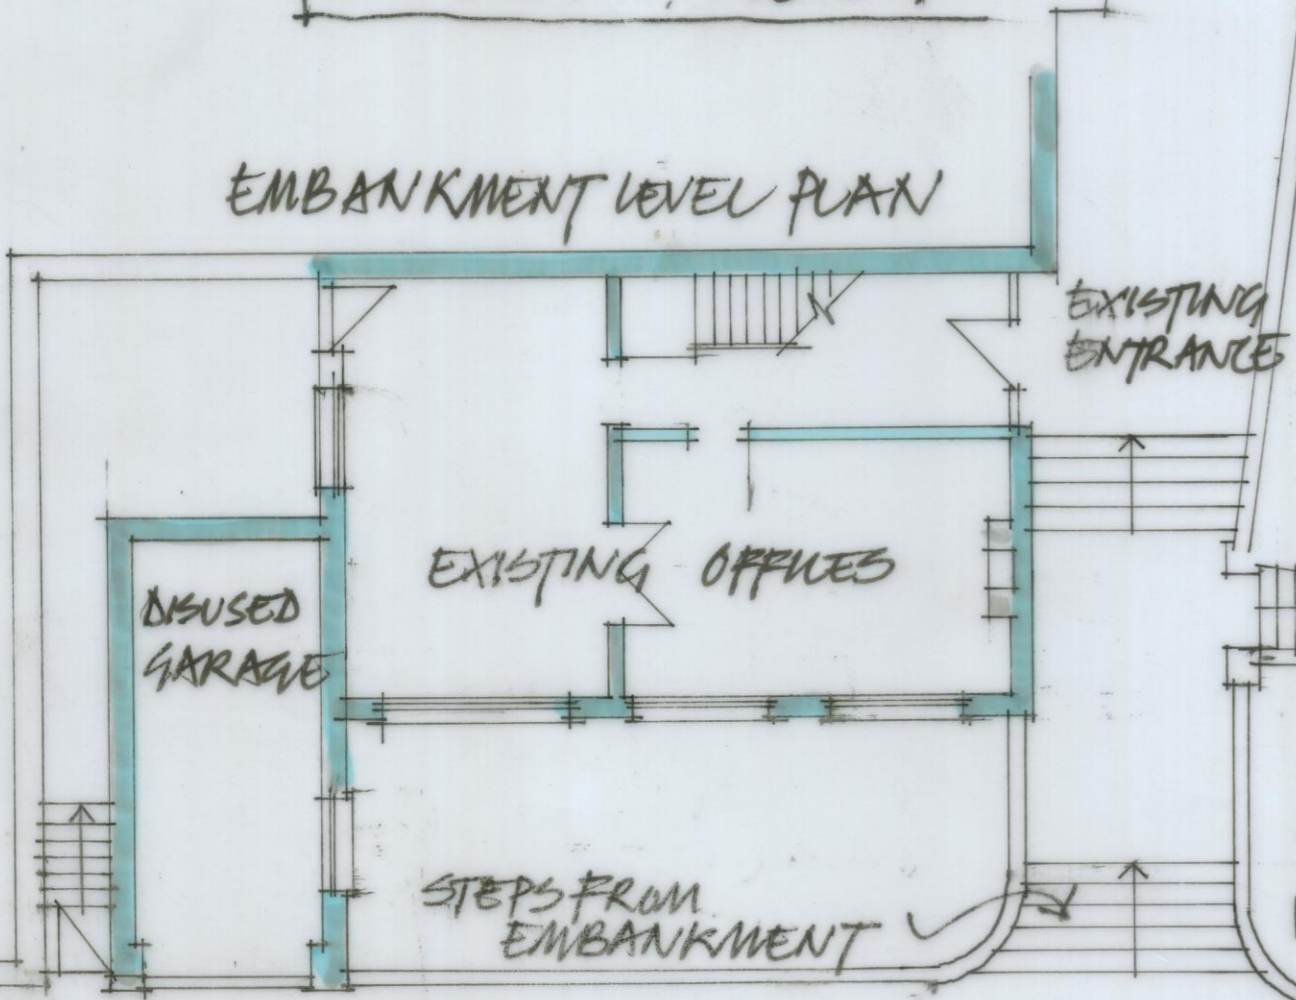 EMBANKMENT LEVEL PLAN
EXISTING
ENTRANCE
EXISTING OFFICES
DISUSED
GARAGE
STEPS FROM
EMBANKMENT